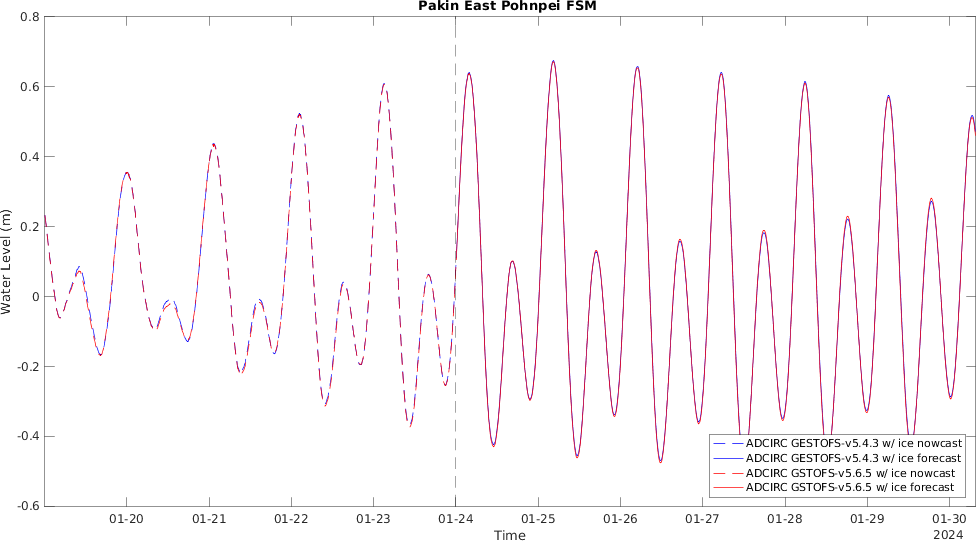 Pakin East Pohnpei FSM
0.8
0.6
0.4
0.2
0
-0.2
-0.4
-0.6
Water Level (m)
ADCIRC GESTOFS-v5.4.3 w/ ice nowcast
ADCIRC GESTOFS-v5.4.3 w/ ice forecast
ADCIRC GSTOFS-v5.6.5 w/ ice nowcast
ADCIRC GSTOFS-v5.6.5 w/ ice forecast
01-20 01-21 01-22 01-23 01-24 01-25 01-26 01-27 01-28 01-29 01-30
Time
2024